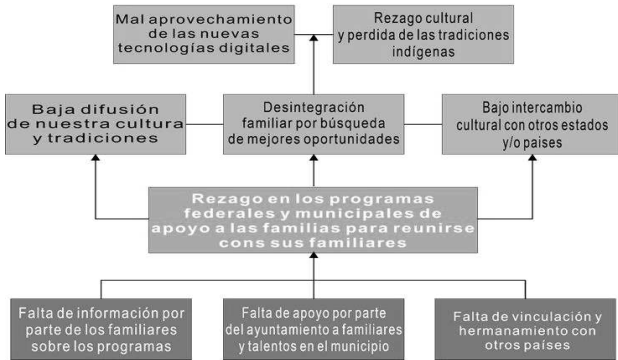 Mal aprovechamiento
de las nuevas
tecnologías digitales
Rezago cultural
y perdida de las tradiciones
indígenas
Baja difusión
de nuestra cultura
y tradiciones
Desintegración
familiar por búsqueda
de mejores oportunidades
Bajo intercambio
cultural con otros estados
y/o paises
Rezago en los programas
federales y municipales de
apoyo a las familias para reunirse
cons sus familiares
Falta de información por
parte de los familiares
sobre los programas
Falta de apoyo por parte
del ayuntamiento a familiares
y talentos en el municipio
Falta de vinculación y
hermanamiento con
otros países